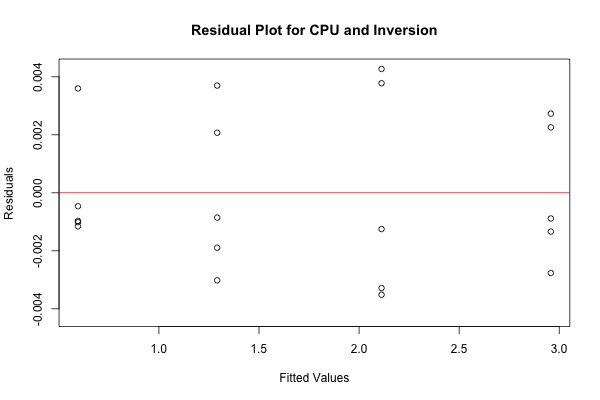 Residual Plot for CPU and Inversion
Residuals
0.004
0.002
0.000
-0.002
-0.004
1.0 1.5 2.0 2.5 3.0
Fitted Values